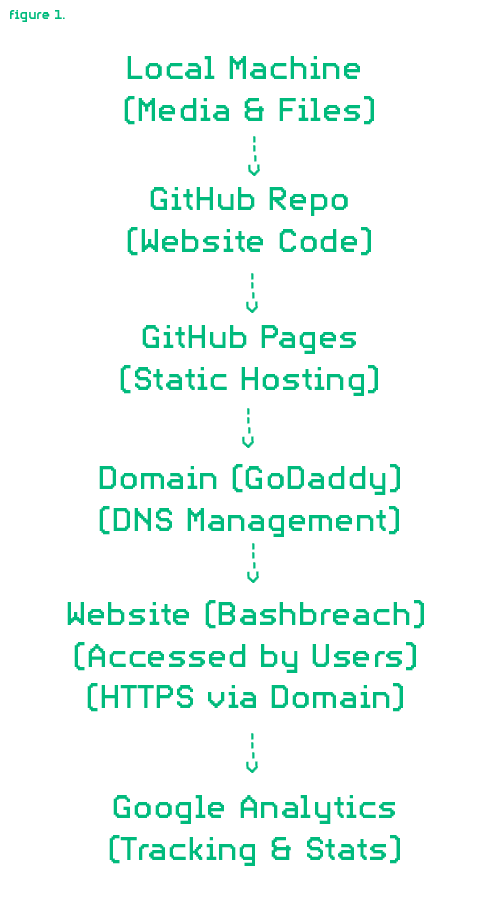 figure 1.
Local Machine
(Media & Files)
GitHub Repo
(Website Code)
GitHub Pages
(Static Hosting)
Domain (GoDaddy)
(DNS Management)
Website (Bashbreach)
(Accessed by Users)
(HTTPS via Domain)
Google Analytics
(Tracking & Stats)